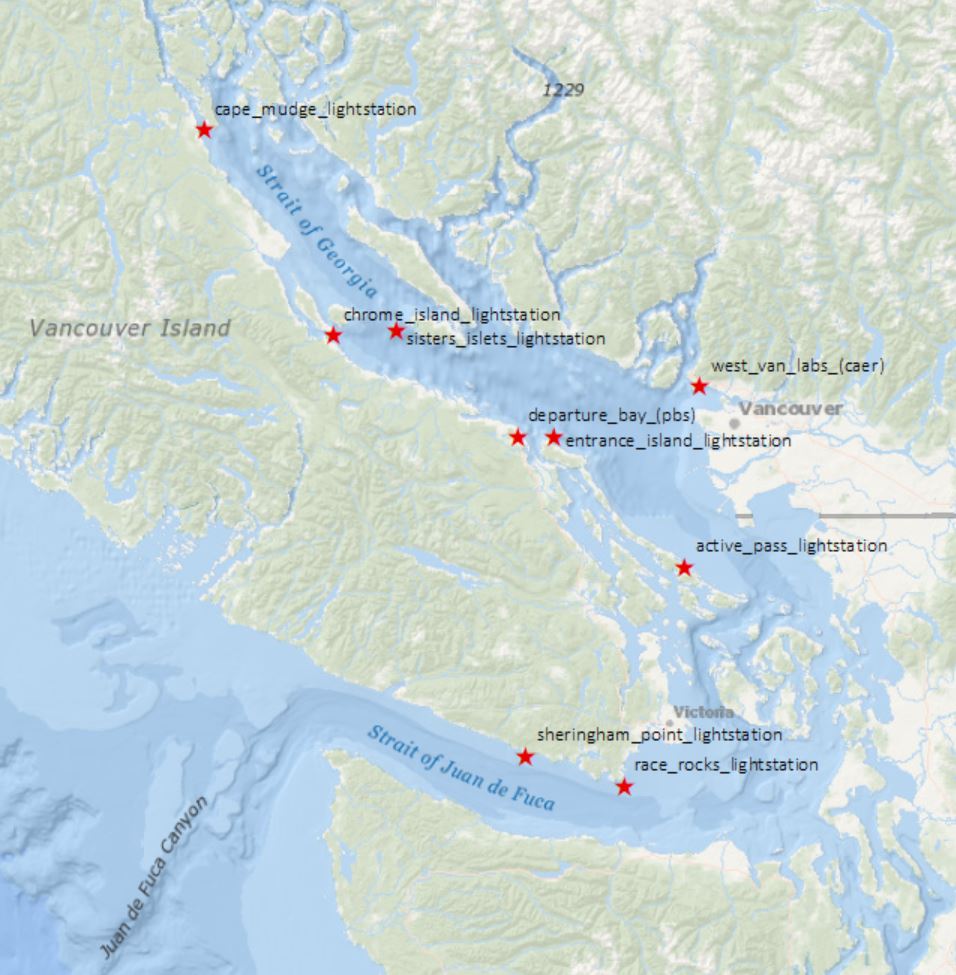 1229
cape_mudge_lightstation
Strait of Georgia
chrome_island_lightstation
Vancouver Island
sisters_islets_lightstation
west_van_labs_(caer)
Vancouver
departure_bay_(pbs)
entrance_island_lightstation
active_pass_lightstation
Victoria
sheringham_point_lightstation
Strait of Juan de Fuca
race_rocks_lightstation
Juan de Fuca Canyon